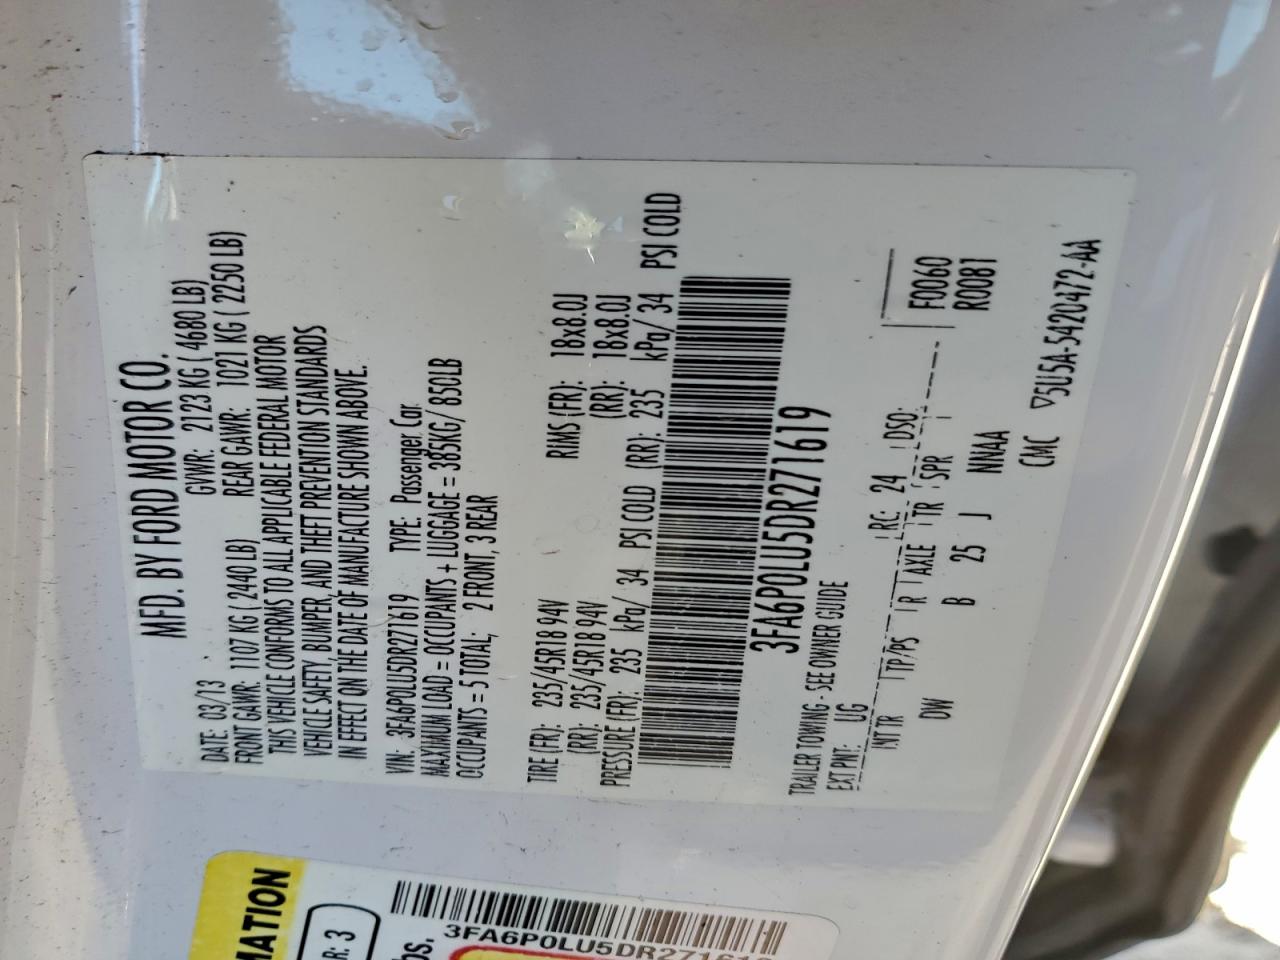 MFD. BY FORD MOTOR CO.
DATE: 03/13 GVWR: 2123 KG ( 4680 LB)
FRONT GAWR: 1107 KG ( 2440 LB) REAR GAWR: 1021 KG ( 2250 LB)
THIS VEHICLE CONFORMS TO ALL APPLICABLE FEDERAL MOTOR
VEHICLE SAFETY, BUMPER, AND THEFT PREVENTION STANDARDS
IN EFFECT ON THE DATE OF MANUFACTURE SHOWN ABOVE.
VIN: 3FA6P0LU5DR271619 TYPE: Passenger Car
MAXIMUM LOAD = OCCUPANTS + LUGGAGE = 385KG/ 850LB
OCCUPANTS = 5 TOTAL, 2 FRONT, 3 REAR
TIRE (FR): 235/45R18 94V RIMS (FR): 18x8.0J
(RR): 235/45R18 94V (RR): 18x8.0J
PRESSURE (FR): 235 kPa/ 34 PSI COLD (RR): 235 kPa/ 34 PSI COLD
3FA6P0LU5DR271619
TRAILER TOWING - SEE OWNER GUIDE
EXT PNT: UG RC: 24 DSO:
INT TR TP/PS R AXLE TR SPR F0060
DW B 25 J NNAA R0081
CMC ▽5U5A-5420472-AA
MATION
R: 3
3FA6P0LU5DR271619